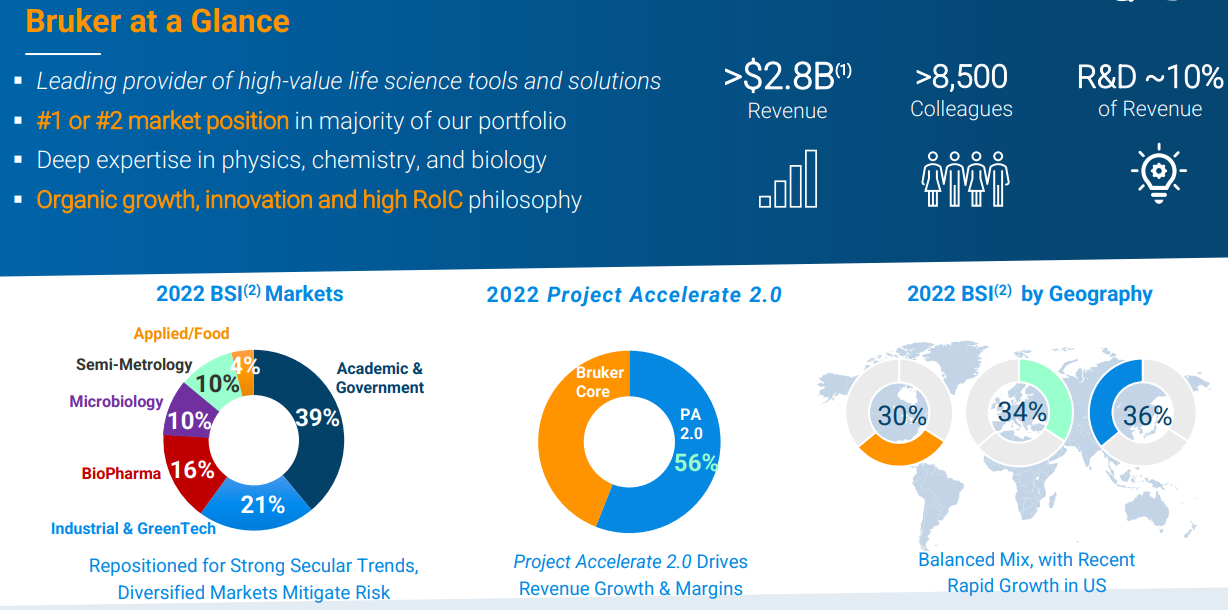 Bruker at a Glance
▪ Leading provider of high-value life science tools and solutions
▪ #1 or #2 market position in majority of our portfolio
▪ Deep expertise in physics, chemistry, and biology
▪ Organic growth, innovation and high RoIC philosophy
>$2.8B(1)
Revenue
>8,500
Colleagues
R&D ~10%
of Revenue
2022 BSI(2) Markets
Applied/Food
4%
Semi-Metrology
10%
Microbiology
10%
BioPharma
16%
Industrial & GreenTech
21%
Academic &
Government
39%
Repositioned for Strong Secular Trends,
Diversified Markets Mitigate Risk
2022 Project Accelerate 2.0
Bruker
Core
PA
2.0
56%
Project Accelerate 2.0 Drives
Revenue Growth & Margins
2022 BSI(2) by Geography
30%
34%
36%
Balanced Mix, with Recent
Rapid Growth in US